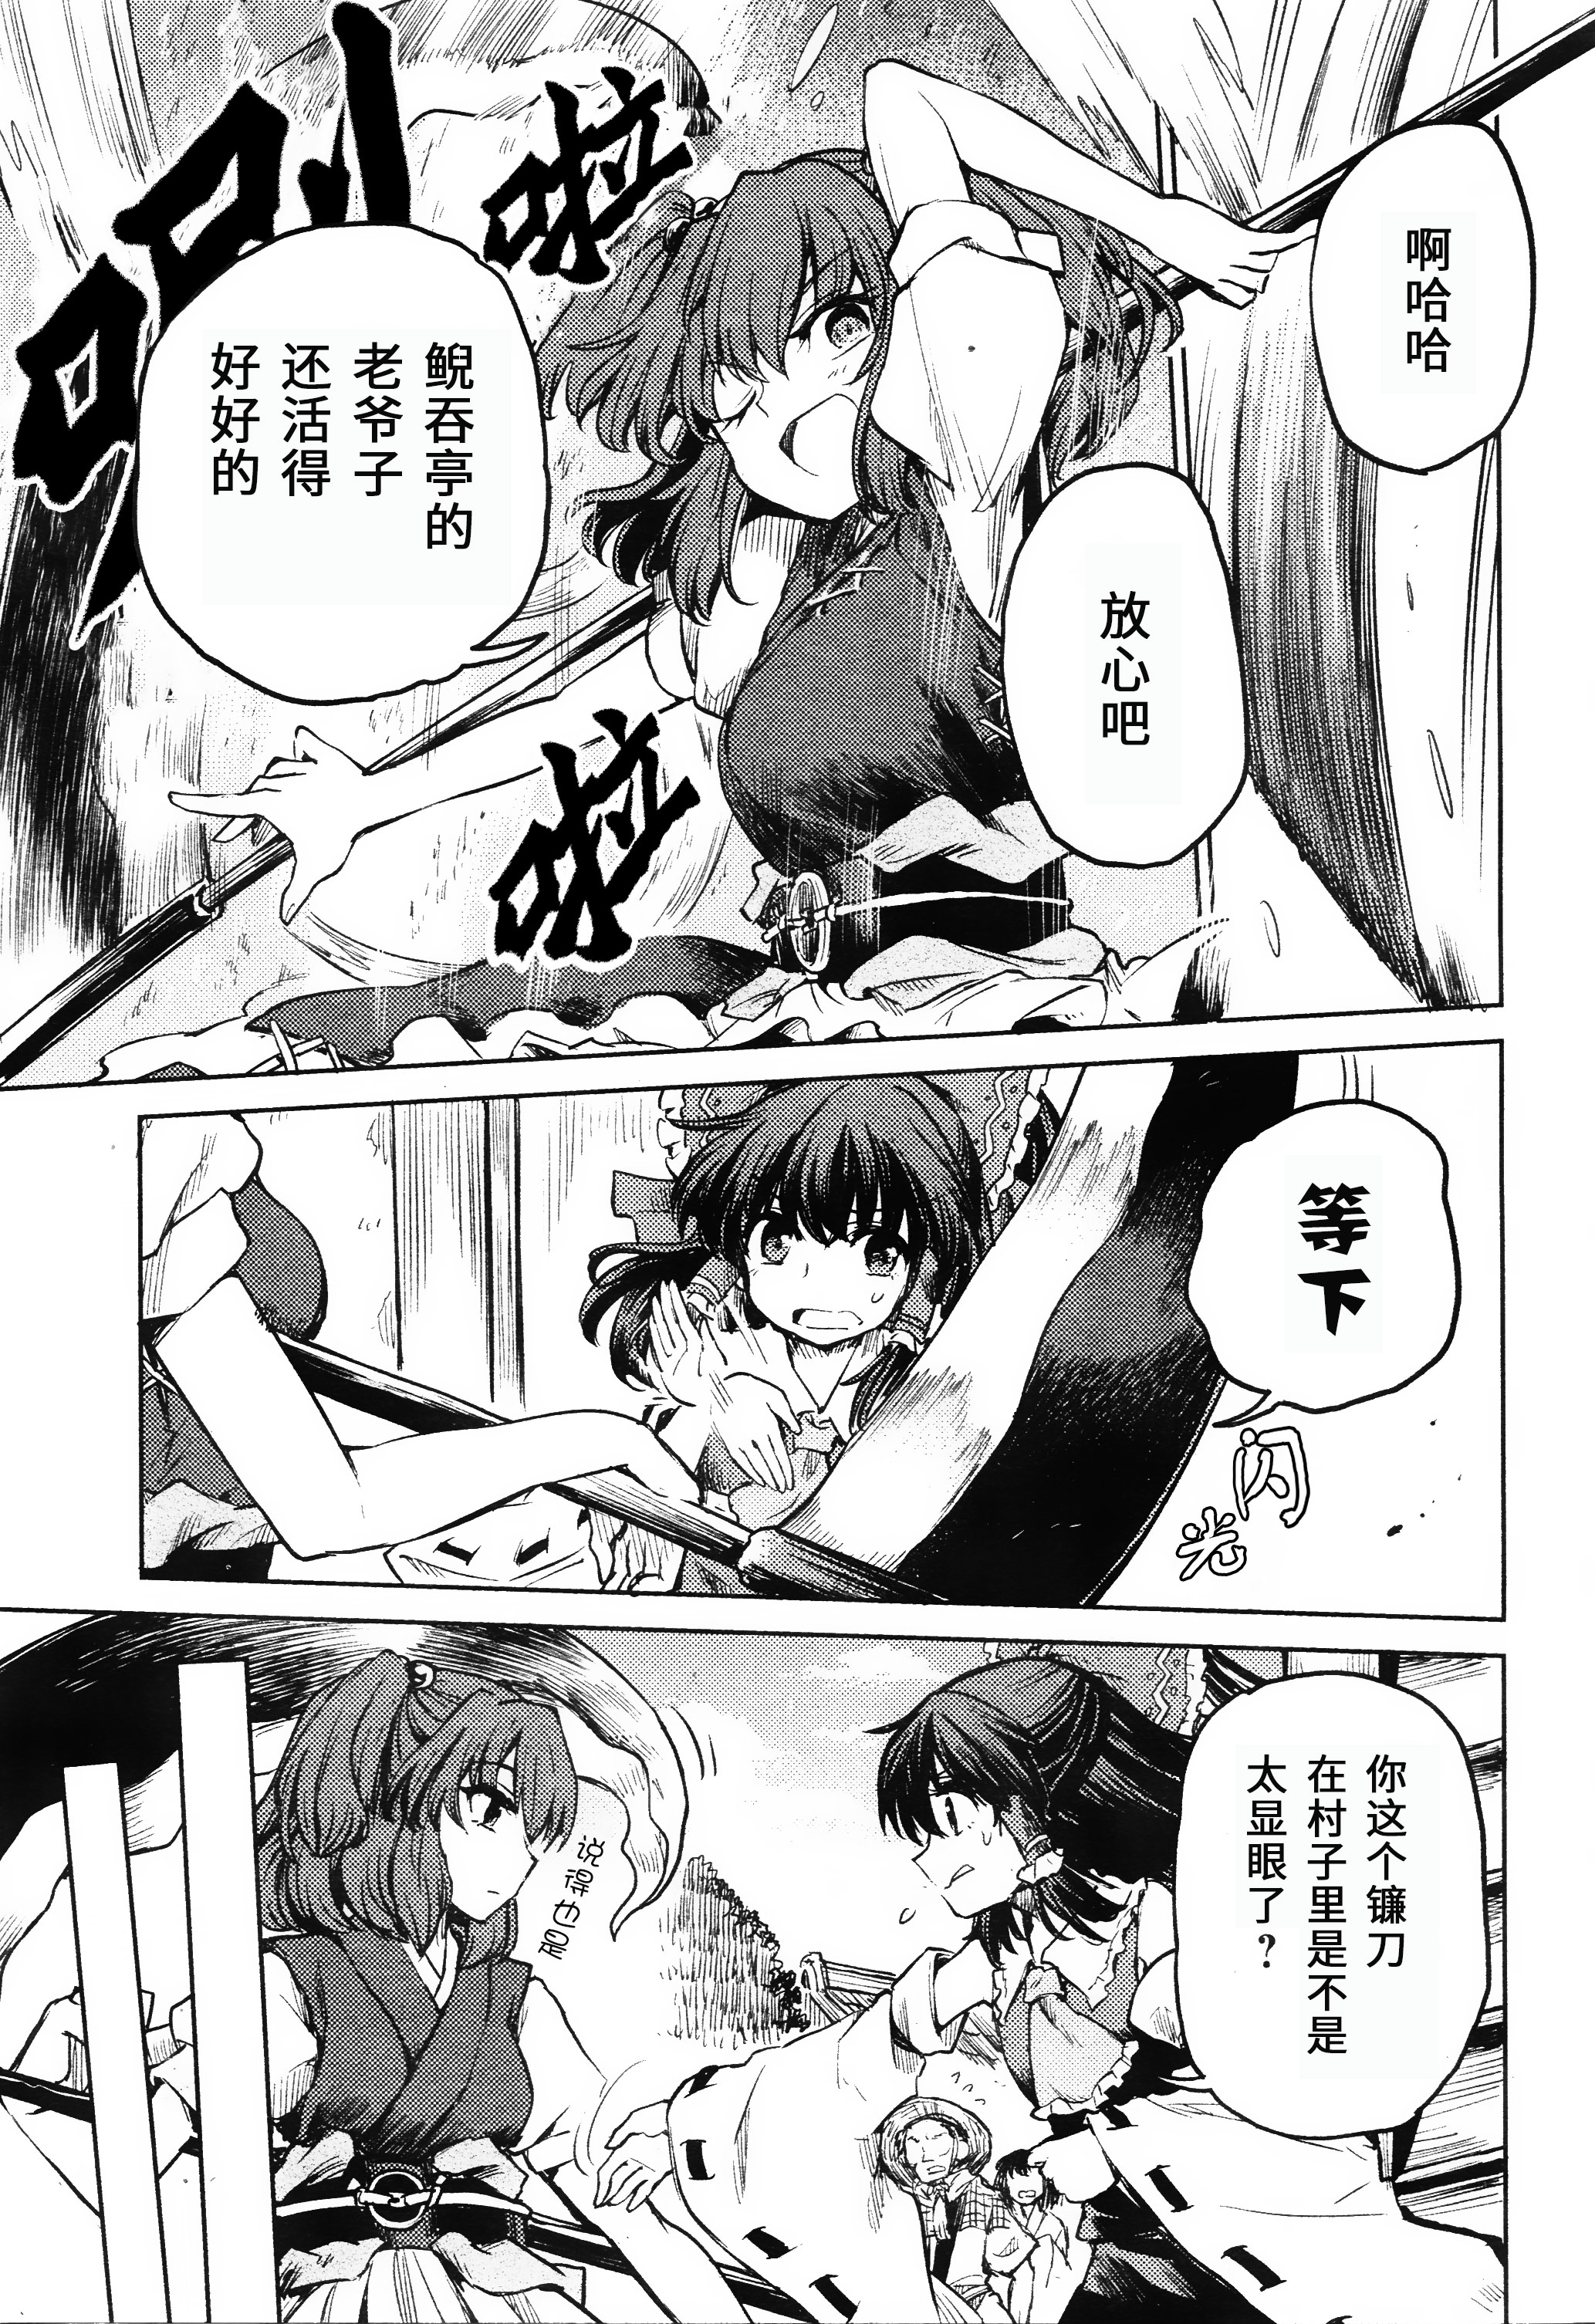 啊哈哈
放心吧
鲵吞亭的
老爷子
还活得
好好的
啦
叭
啦
等下
闪光
你这个镰刀
在村子里是不是
太显眼了？
说得也是